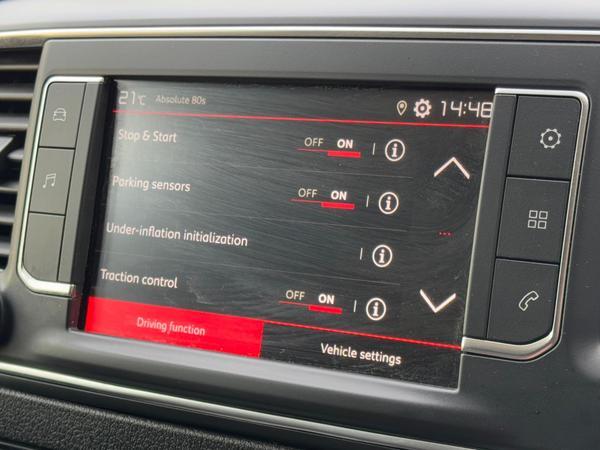 21°C Absolute 80s 14:48
Stop & Start OFF ON
Parking sensors OFF ON
Under-inflation initialization
Traction control OFF ON
Driving function Vehicle settings